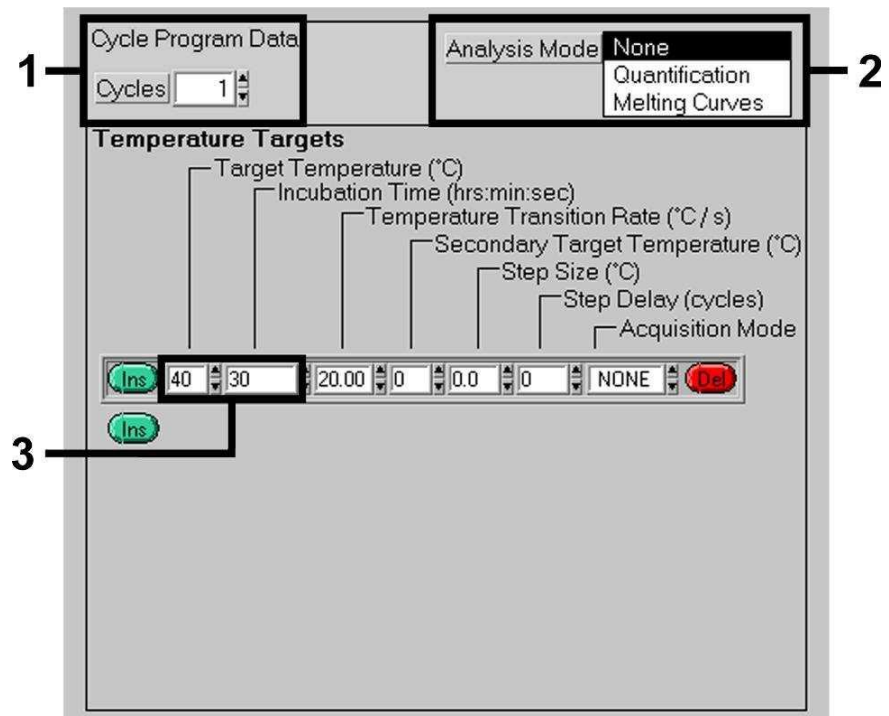 1
Cycle Program Data
Cycles 1
Analysis Mode None
Quantification
Melting Curves
2
Temperature Targets
Target Temperature (°C)
Incubation Time (hrs:min:sec)
Temperature Transition Rate (°C / s)
Secondary Target Temperature (°C)
Step Size (°C)
Step Delay (cycles)
Acquisition Mode
Ins 40 30 20.00 0 0.0 0 NONE Del
Ins
3